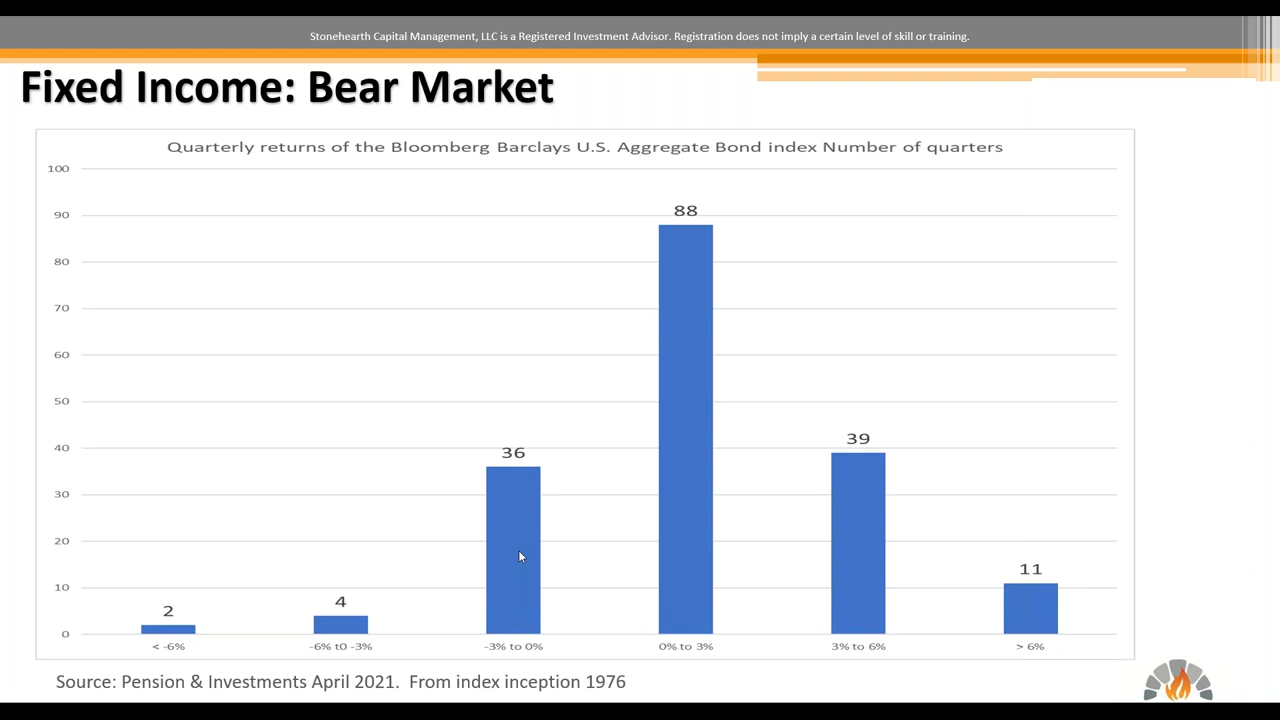 Stonehearth Capital Management, LLC is a Registered Investment Advisor. Registration does not imply a certain level of skill or training.
Fixed Income: Bear Market
Quarterly returns of the Bloomberg Barclays U.S. Aggregate Bond index Number of quarters
100
90
80
70
60
50
40
30
20
10
0
2
4
36
88
39
11
< -6%
-6% t0 -3%
-3% to 0%
0% to 3%
3% to 6%
> 6%
Source: Pension & Investments April 2021. From index inception 1976